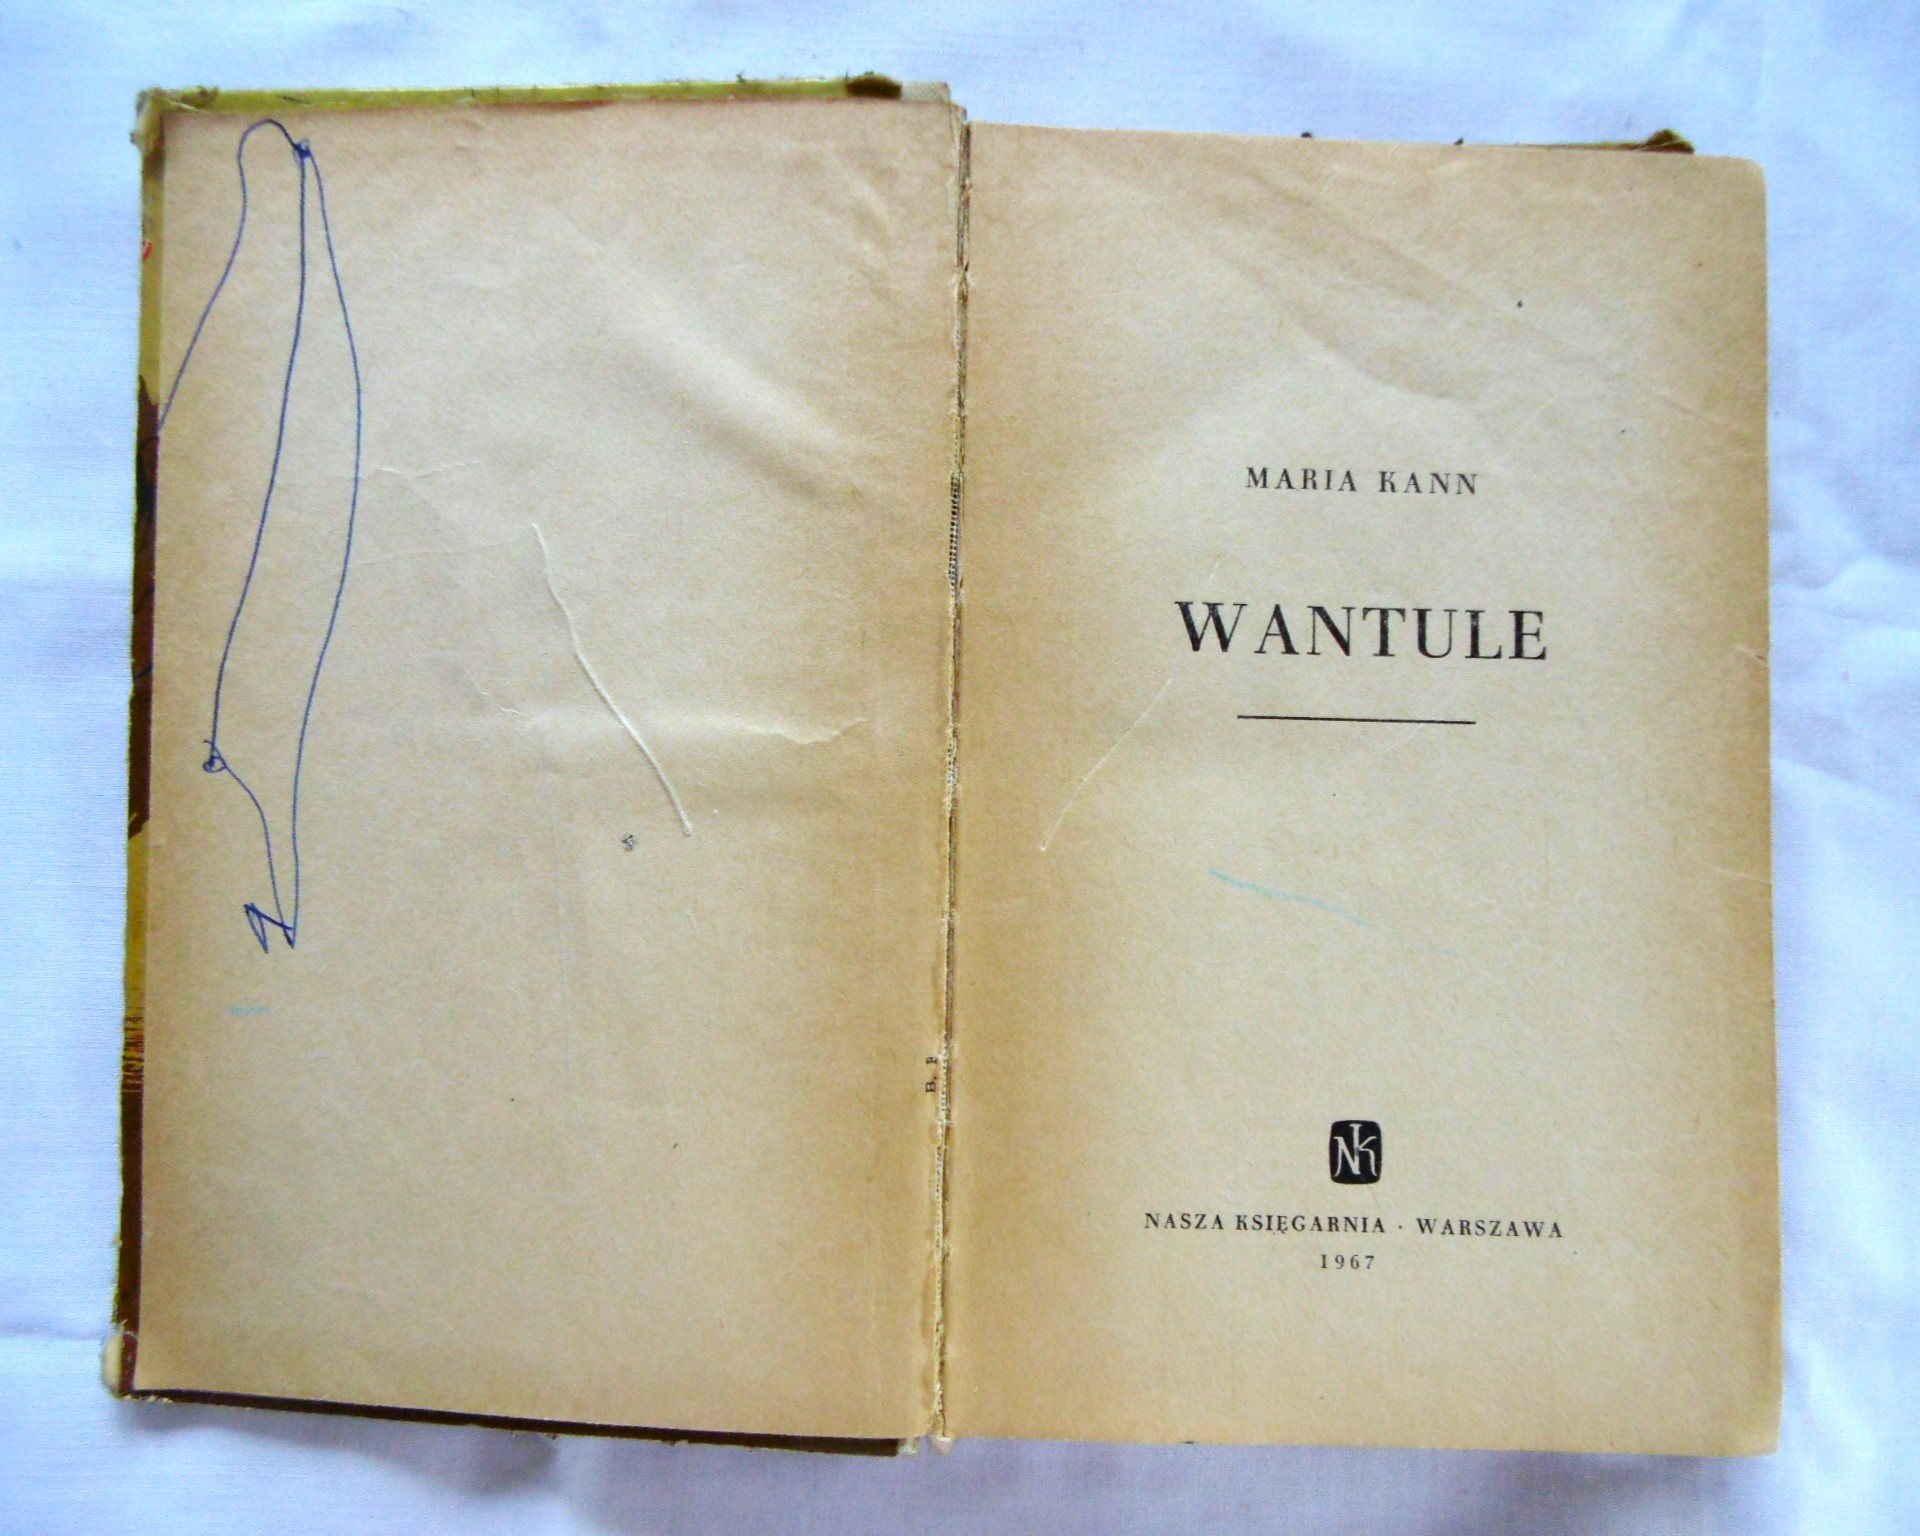 B. P
MARIA KANN
WANTULE
NK
NASZA KSIĘGARNIA · WARSZAWA
1967